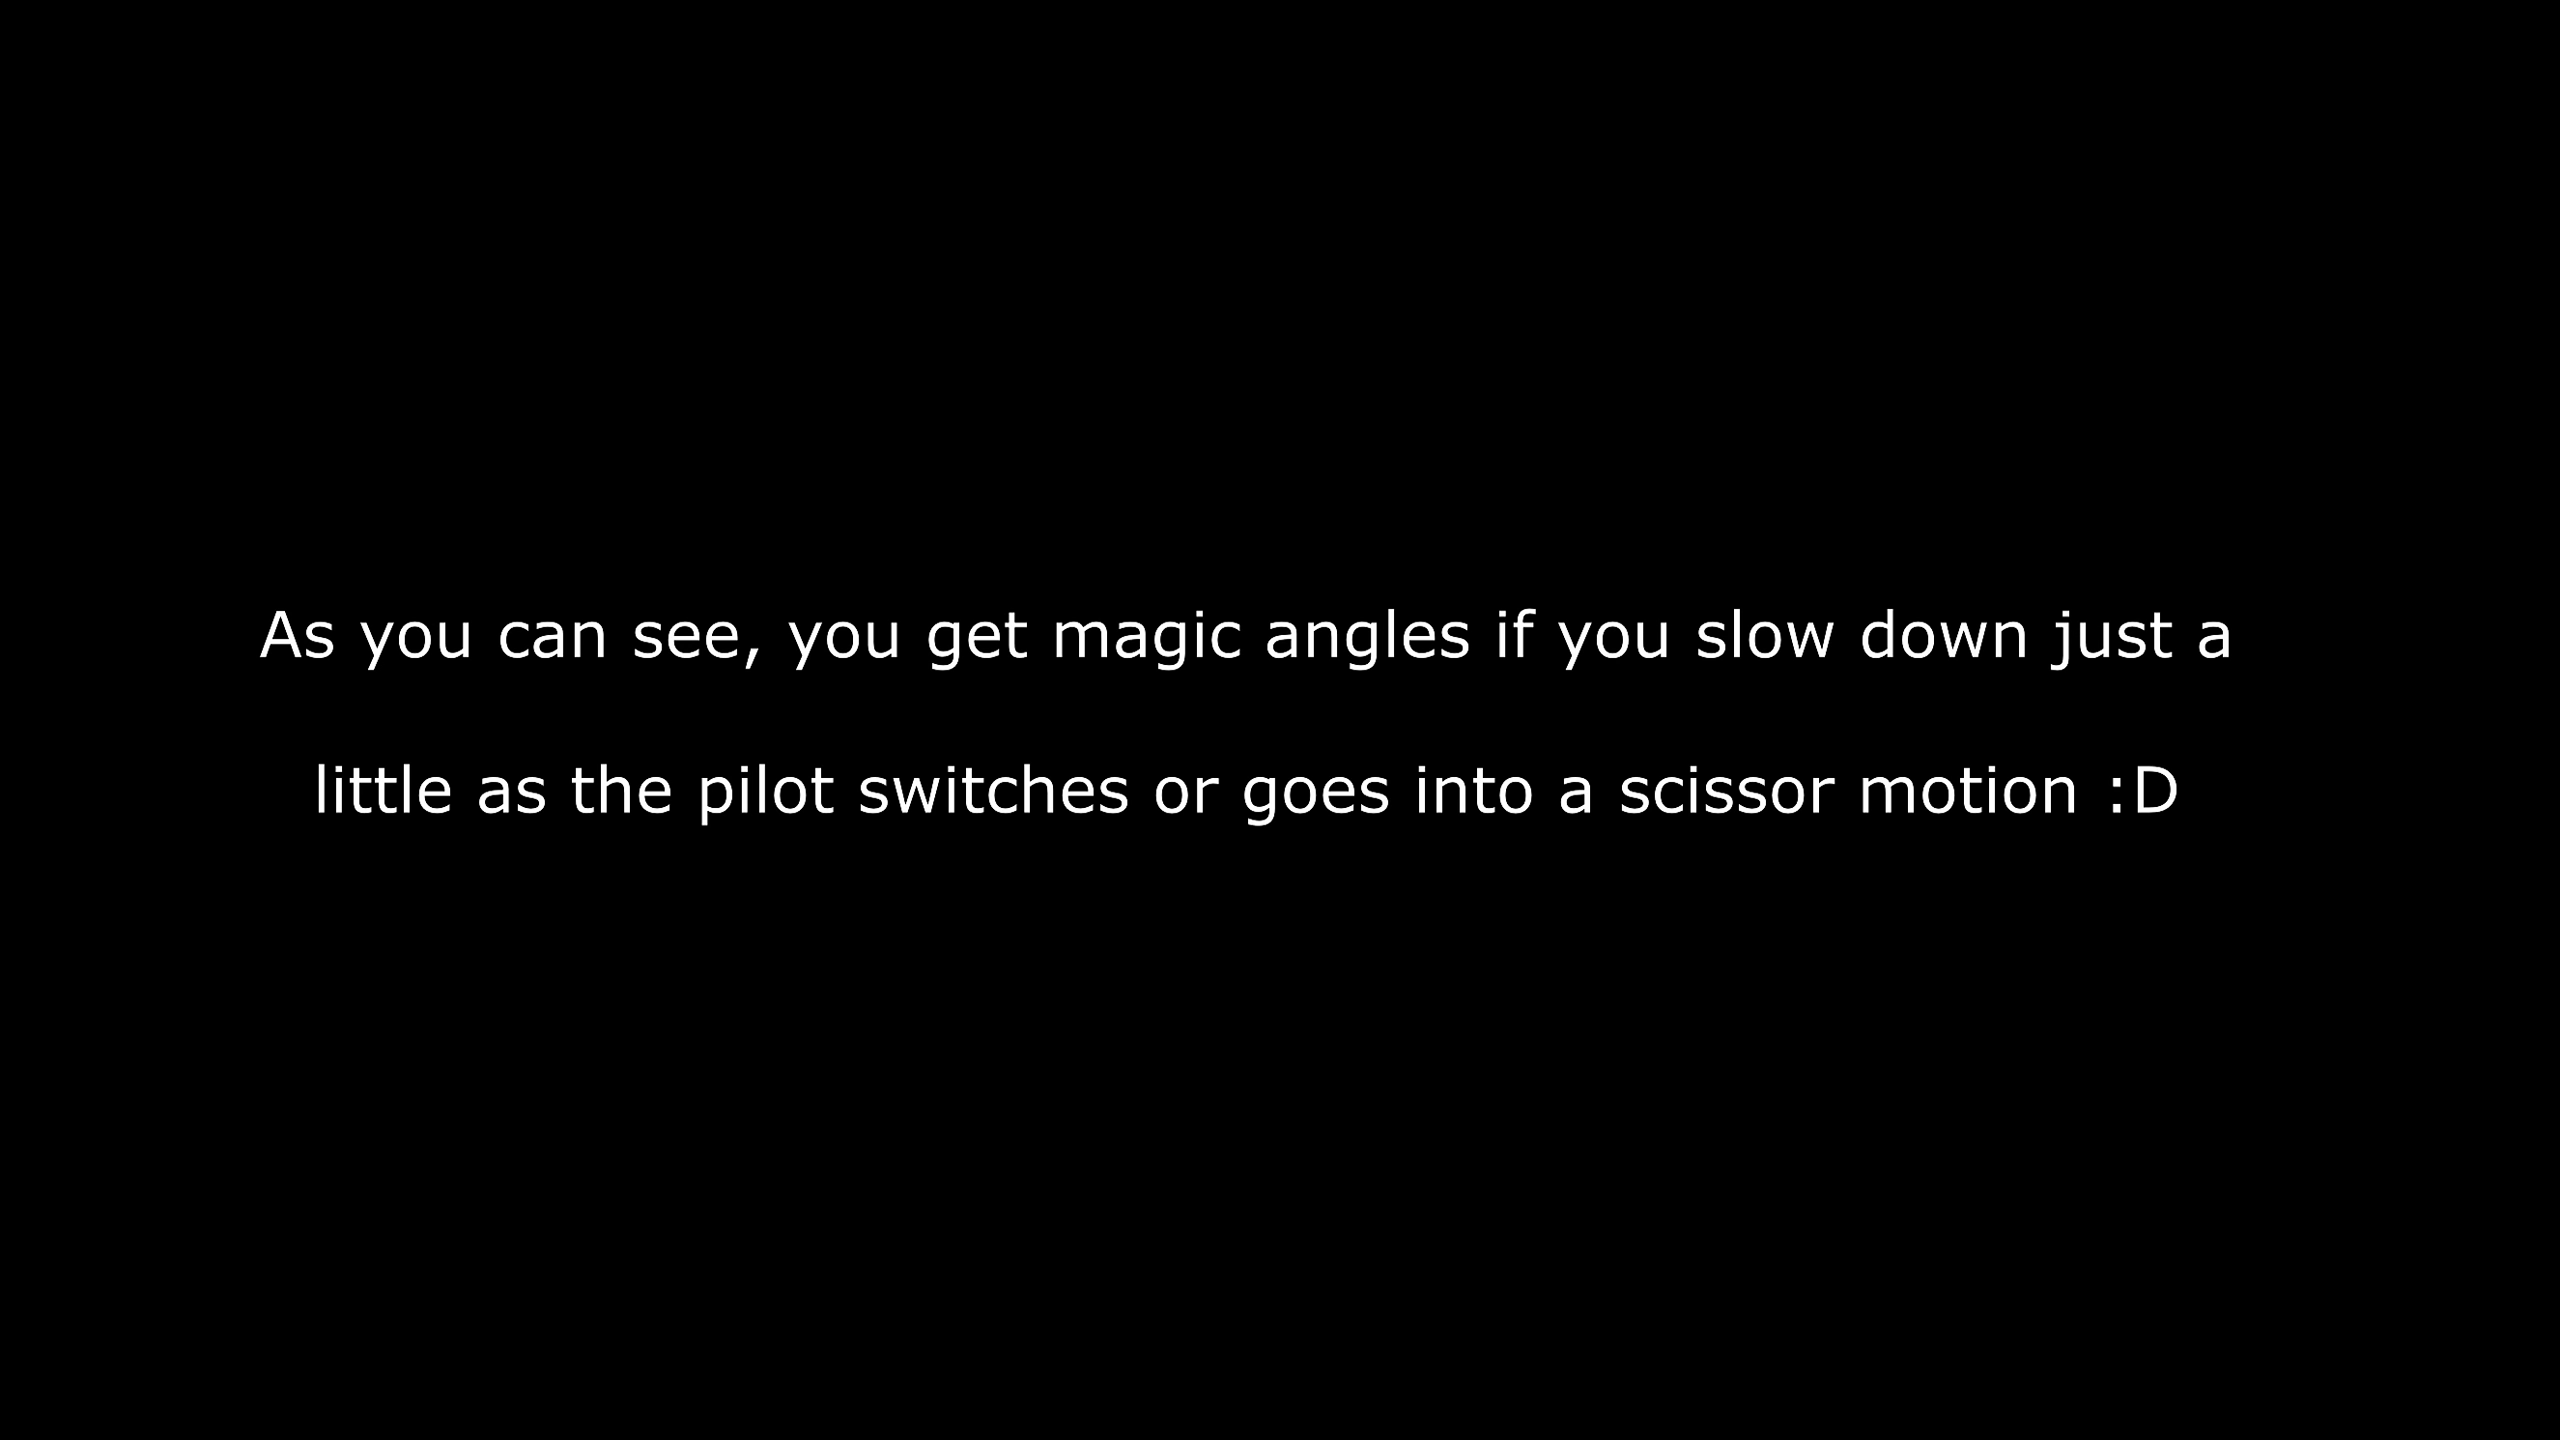 As you can see, you get magic angles if you slow down just a
little as the pilot switches or goes into a scissor motion :D